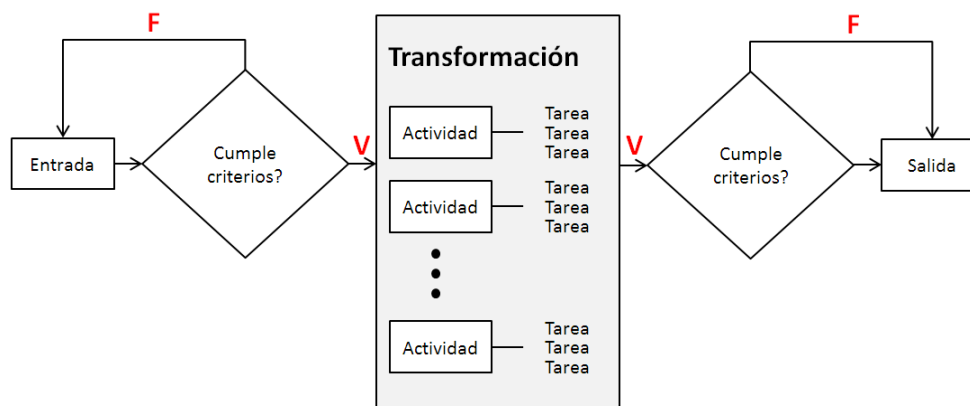 F
Entrada
Cumple
criterios?
V
Transformación
Actividad
Tarea
Tarea
Tarea
Actividad
Tarea
Tarea
Tarea
Actividad
Tarea
Tarea
Tarea
V
Cumple
criterios?
F
Salida